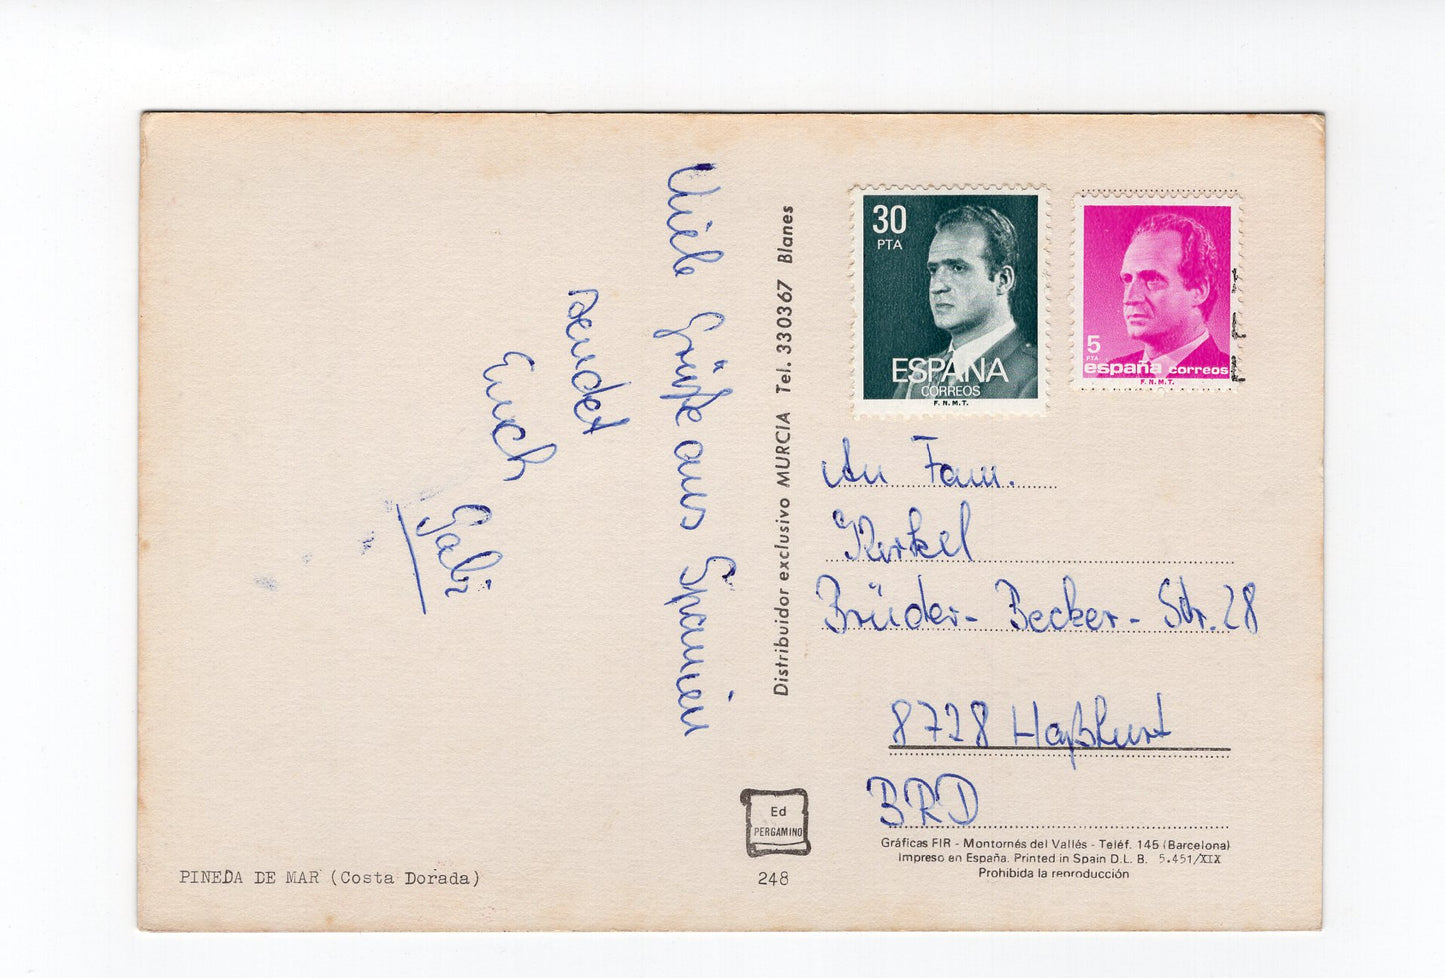 Viele Grüße aus Spanien
sendet
Euch
Gabi
PINEDA DE MAR (Costa Dorada)
Distribuidor exclusivo MURCIA Tel. 330367 Blanes
Ed
PERGAMINO
248
30
PTA
ESPAÑA
CORREOS
F.N.M.T.
5
PTA
españa correos
F.N.M.T.
An Fam.
Kirkel
Brüder-Becker-Str. 28
8728 Haßfurt
BRD
Gráficas FIR - Montornés del Vallés - Teléf. 145 (Barcelona)
Impreso en España. Printed in Spain D.L. B. 5.451/XIX
Prohibida la reproducción